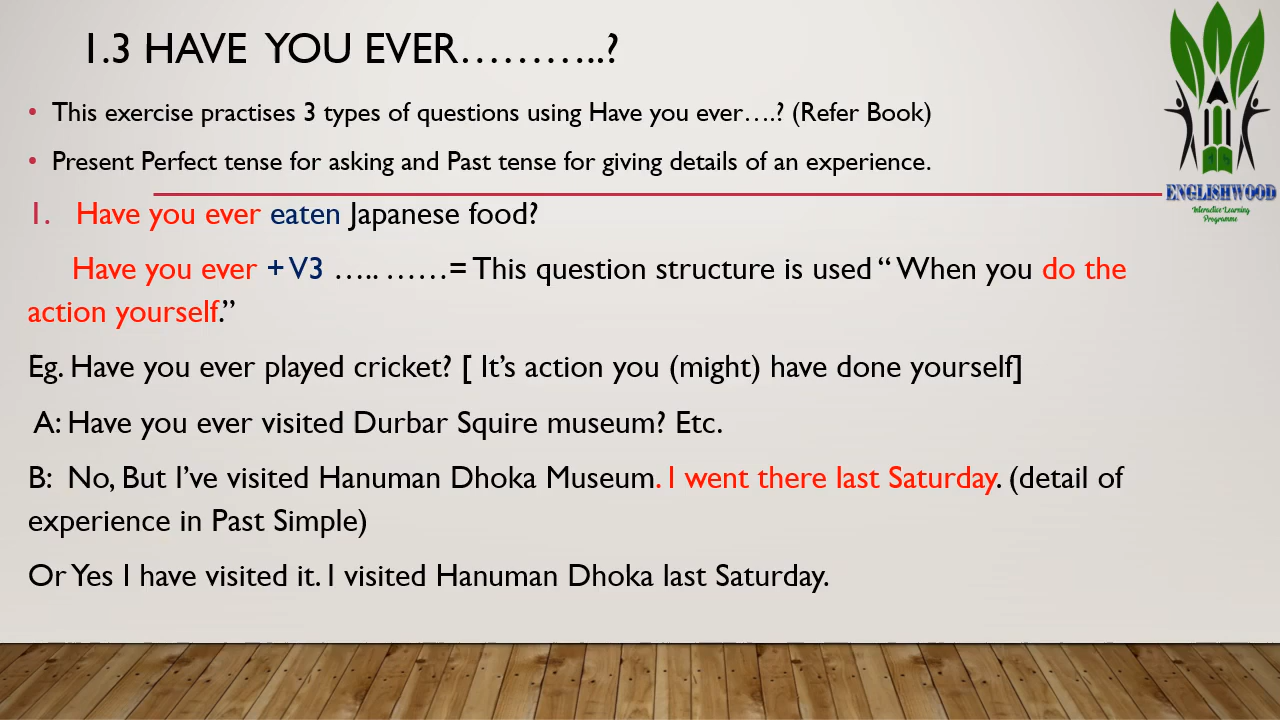 1.3 HAVE YOU EVER………..?
• This exercise practises 3 types of questions using Have you ever….? (Refer Book)
• Present Perfect tense for asking and Past tense for giving details of an experience.
ENGLISHWOOD
Interactive Learning
Programme
1. Have you ever eaten Japanese food?
Have you ever + V3 ….. ……= This question structure is used “ When you do the
action yourself.”
Eg. Have you ever played cricket? [ It’s action you (might) have done yourself]
A: Have you ever visited Durbar Squire museum? Etc.
B: No, But I’ve visited Hanuman Dhoka Museum. I went there last Saturday. (detail of
experience in Past Simple)
Or Yes I have visited it. I visited Hanuman Dhoka last Saturday.